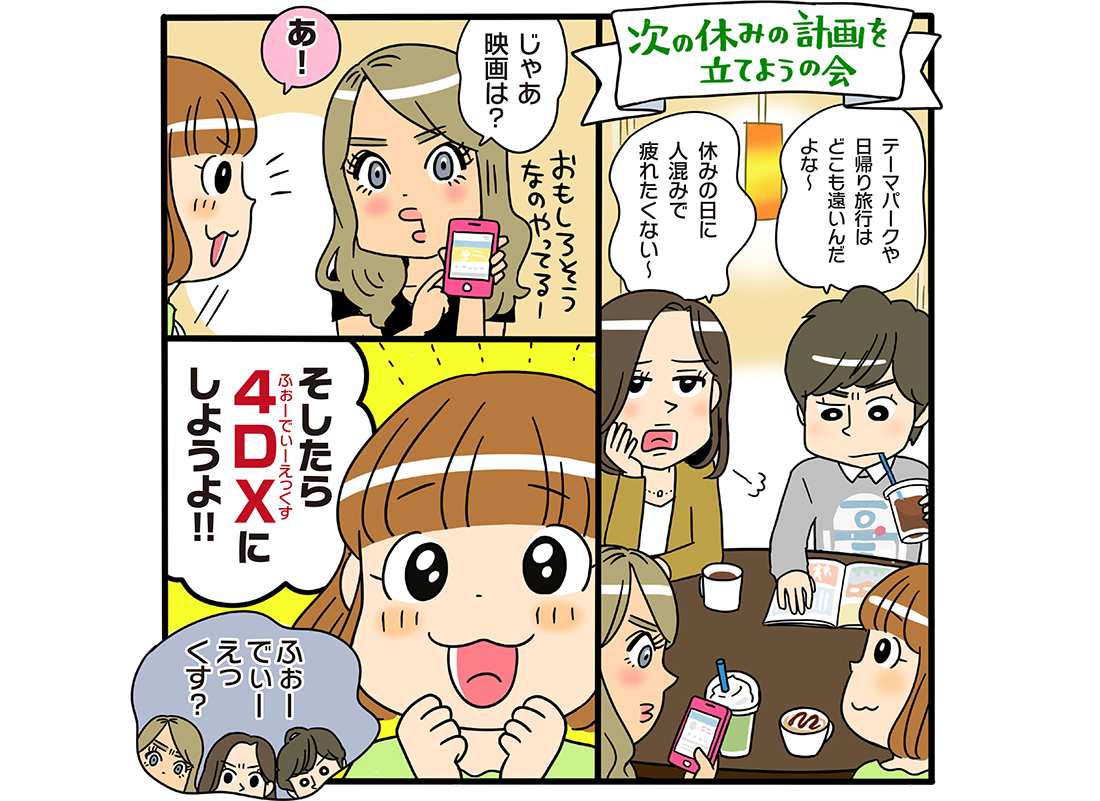 次の休みの計画を
立てようの会
テーマパークや
日帰り旅行は
どこも遠いんだ
よな〜
休みの日に
人混みで
疲れたくない〜
じゃあ
映画は？
おもしろそう
なのやってるー
あ！
そしたら
4DXに
ふぉーでぃーえっくす
しようよ!!
ふぉー
でぃー
えっ
くす？